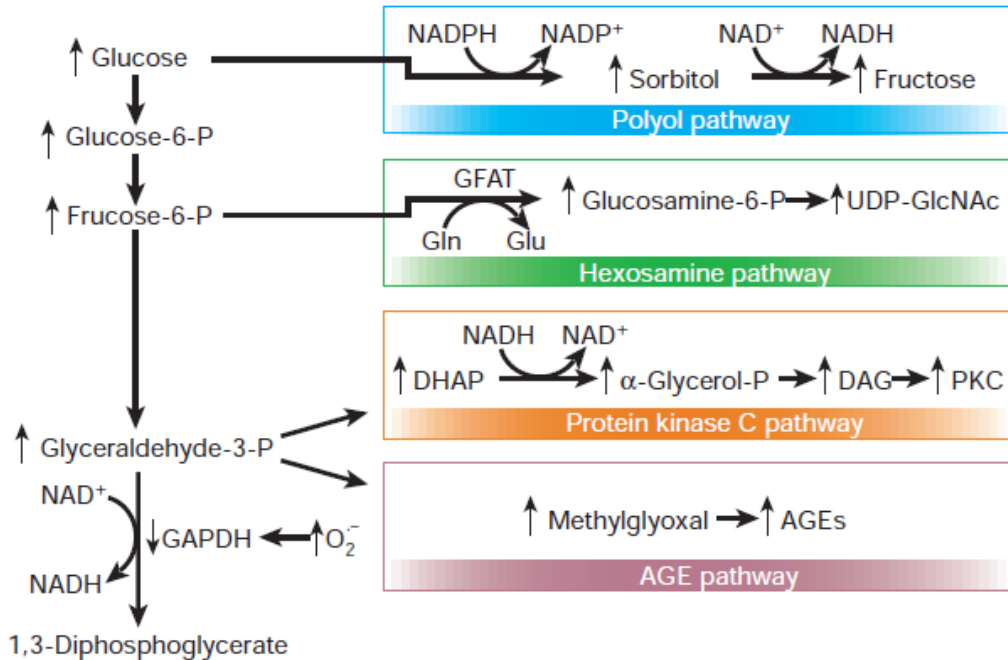 ↑ Glucose
↑ Glucose-6-P
↑ Frucose-6-P
↑ Glyceraldehyde-3-P
NAD⁺
↓ GAPDH
↑ O₂·⁻
NADH
1,3-Diphosphoglycerate
NADPH NADP⁺ NAD⁺ NADH
↑ Sorbitol ↑ Fructose
Polyol pathway
GFAT
↑ Glucosamine-6-P ↑ UDP-GlcNAc
Gln Glu
Hexosamine pathway
NADH NAD⁺
↑ DHAP ↑ α-Glycerol-P ↑ DAG ↑ PKC
Protein kinase C pathway
↑ Methylglyoxal ↑ AGEs
AGE pathway